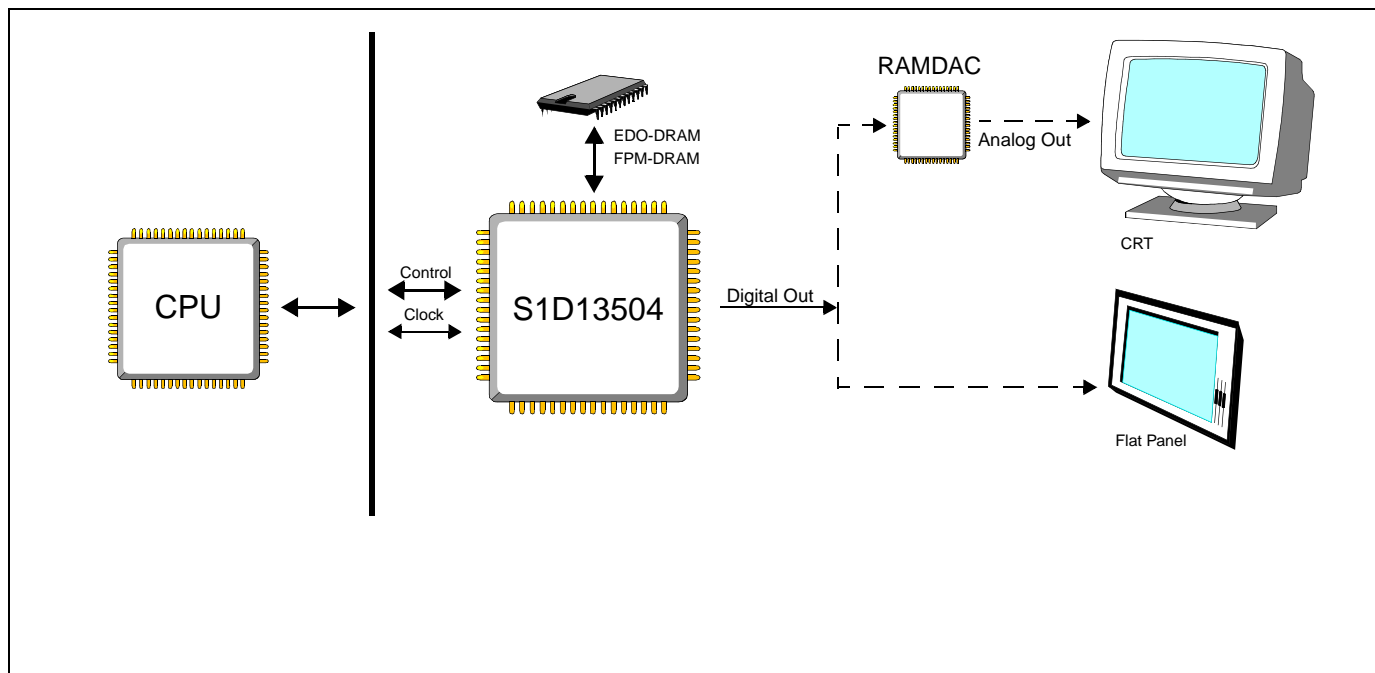 RAMDAC
EDO-DRAM
FPM-DRAM
Analog Out
CRT
CPU
Control
Clock
S1D13504
Digital Out
Flat Panel